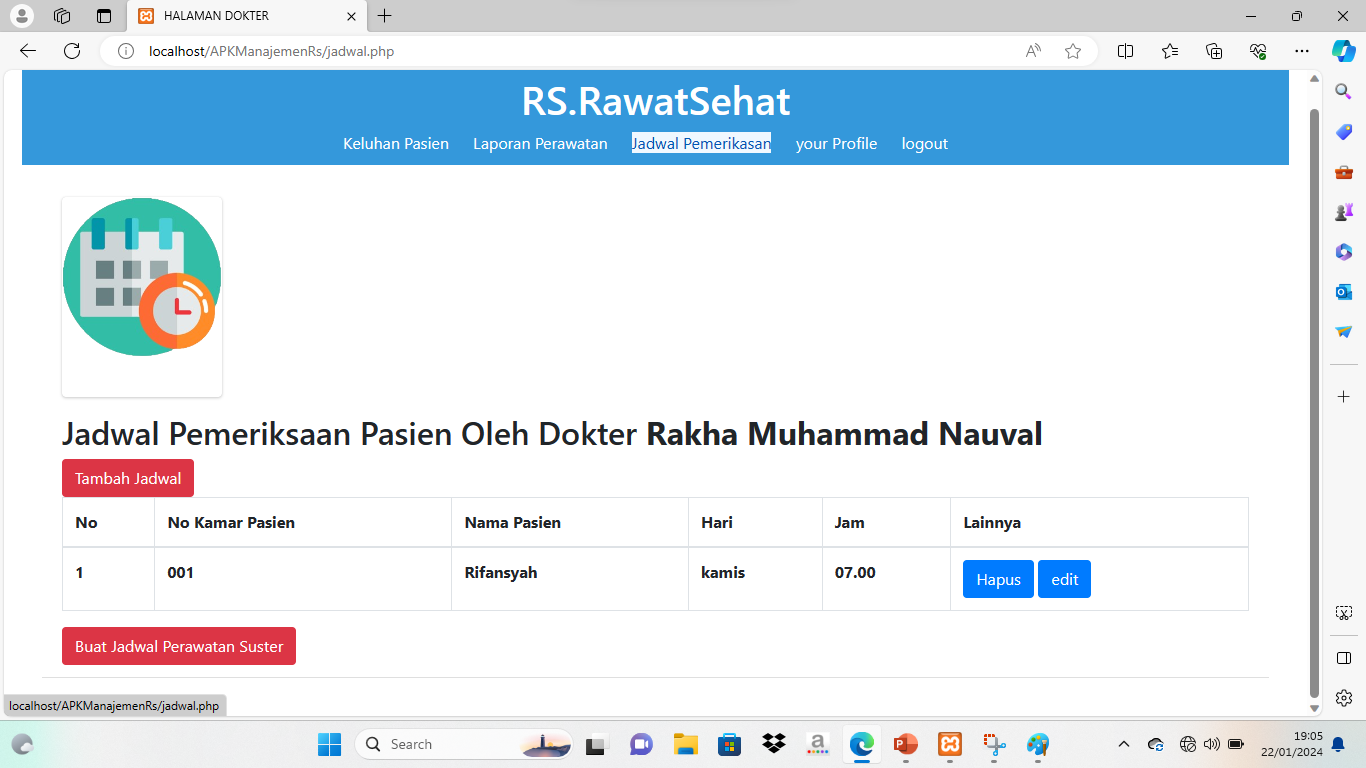 HALAMAN DOKTER
localhost/APKManajemenRs/jadwal.php
RS.RawatSehat
Keluhan Pasien Laporan Perawatan Jadwal Pemerikasan your Profile logout
Jadwal Pemeriksaan Pasien Oleh Dokter Rakha Muhammad Nauval
Tambah Jadwal
No No Kamar Pasien Nama Pasien Hari Jam Lainnya
1 001 Rifansyah kamis 07.00 Hapus edit
Buat Jadwal Perawatan Suster
localhost/APKManajemenRs/jadwal.php
Search
19:05
22/01/2024